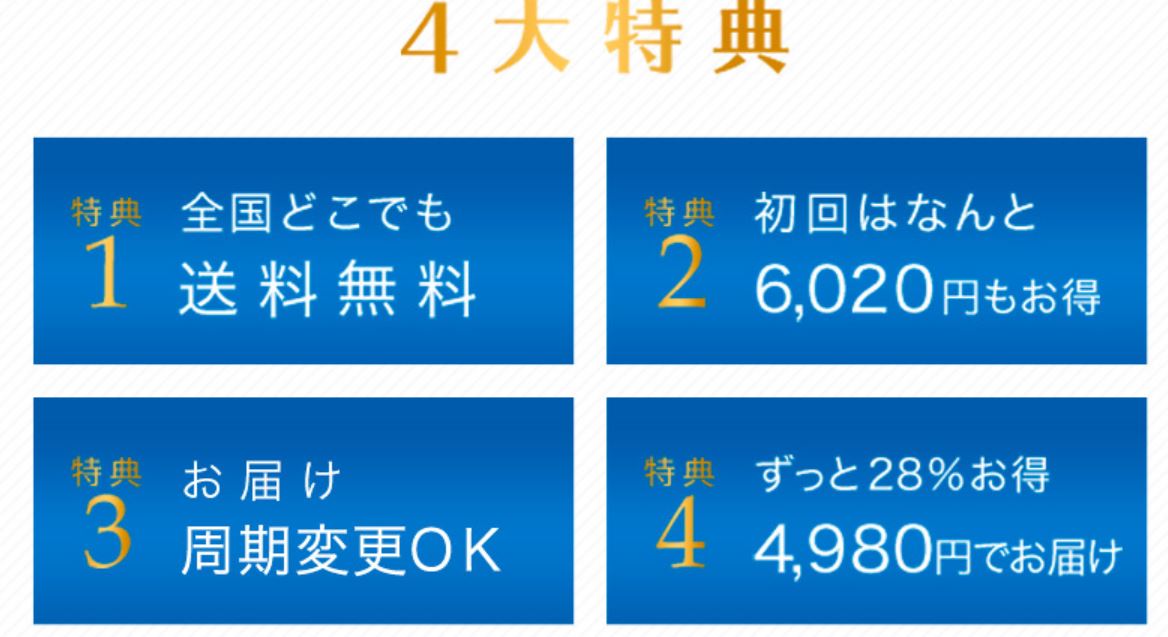 4大特典
特典
1
全国どこでも
送料無料
特典
2
初回はなんと
6,020円もお得
特典
3
お届け
周期変更OK
特典
4
ずっと28%お得
4,980円でお届け